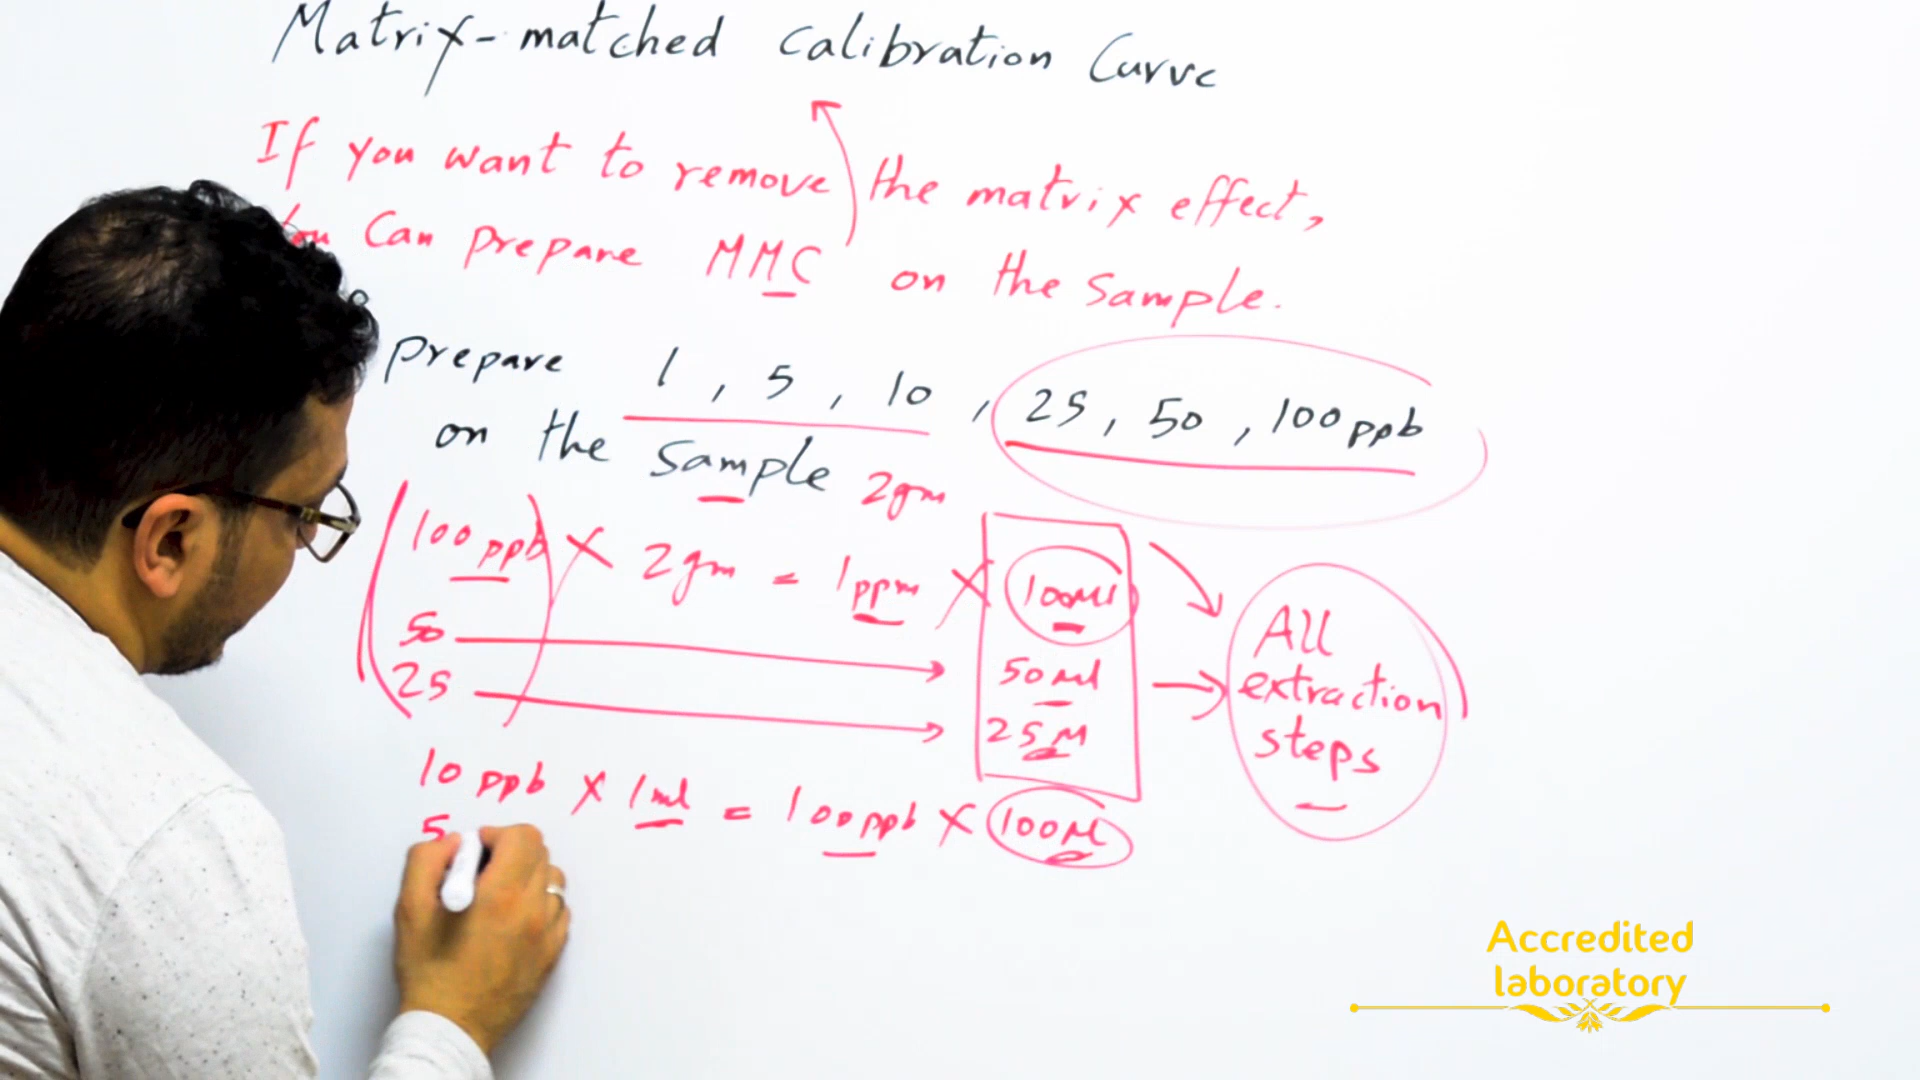 Matrix-matched Calibration Curve
If you want to remove the matrix effect,
You Can prepare MMC on the sample.
prepare 1, 5, 10, 25, 50, 100 ppb
on the sample 2gm
100 ppb X 2gm = 1ppm X 100Ml
50 50Ml
25 25M
All
extraction
steps
10 ppb X 1ml = 100ppb X 100M
5
Accredited
laboratory